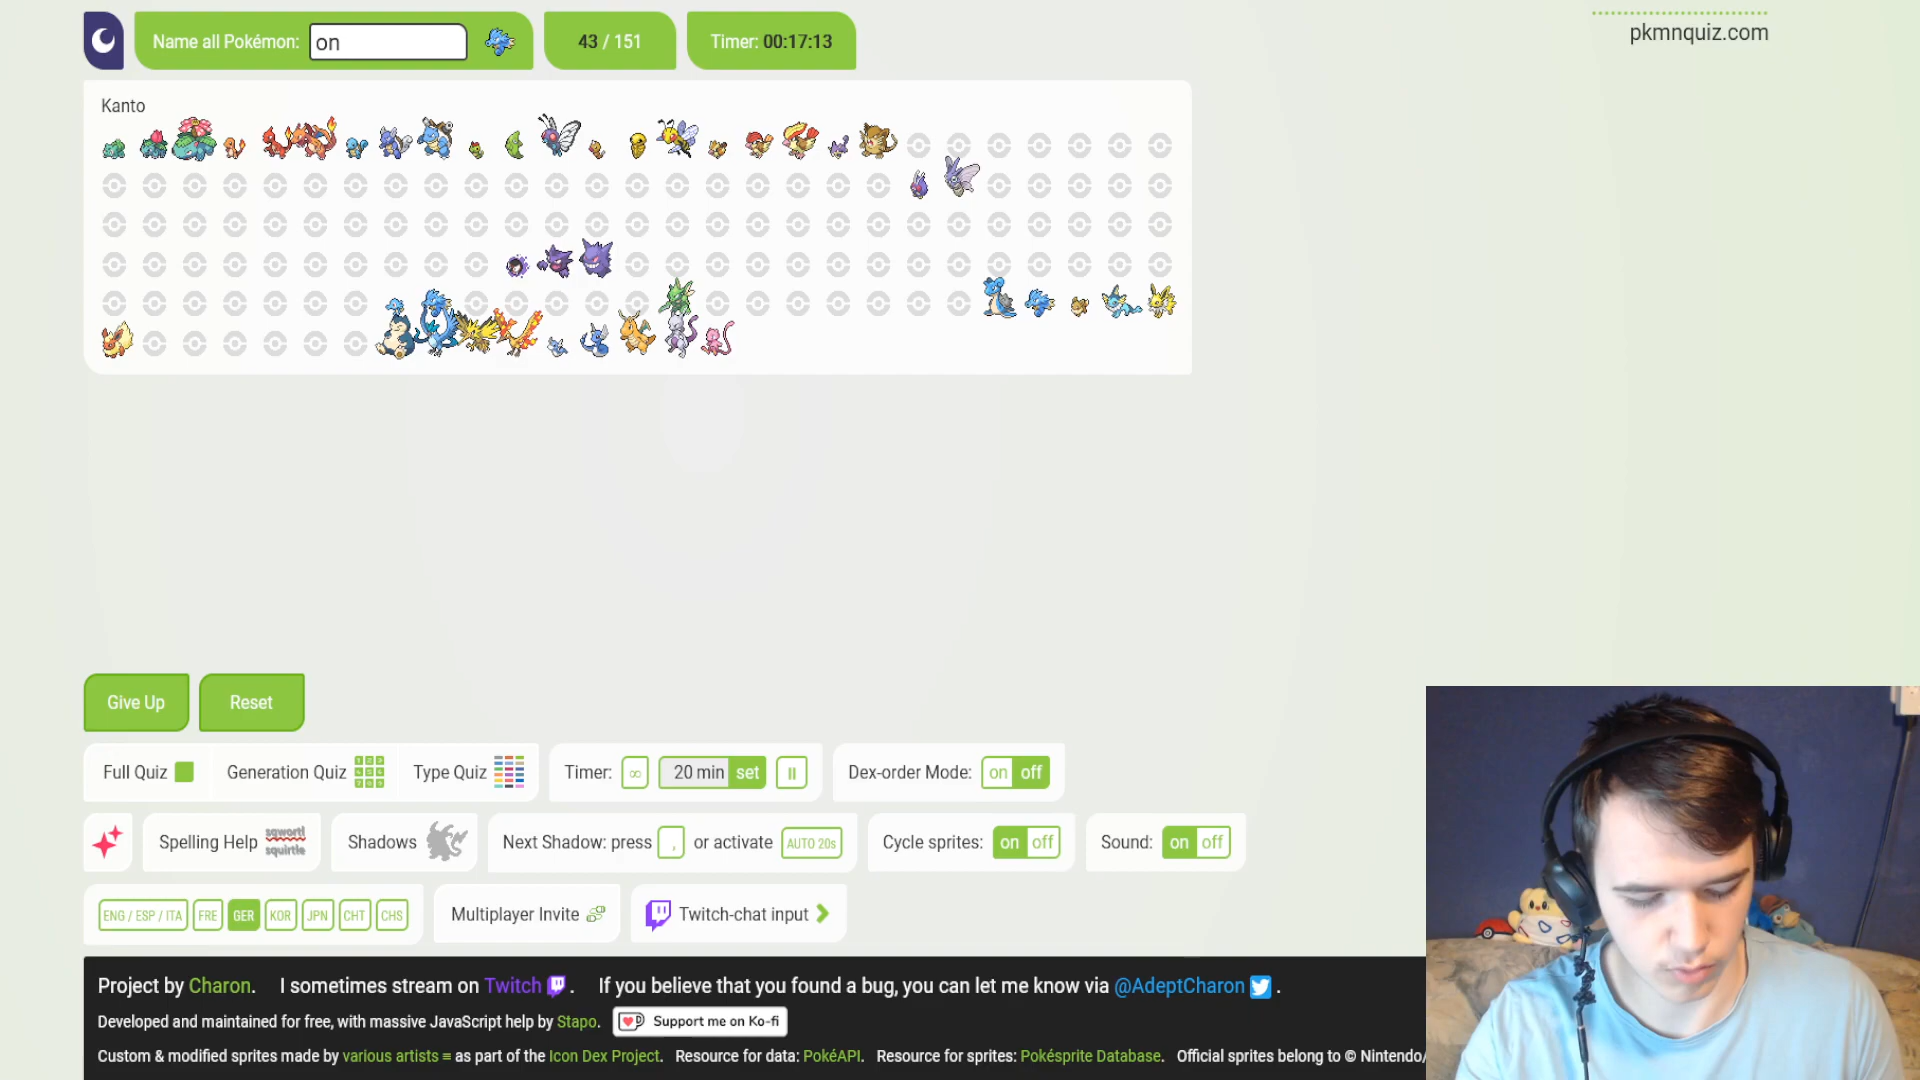 Name all Pokémon: on
43 / 151
Timer: 00:17:13
pkmnquiz.com
Kanto
Give Up
Reset
Full Quiz
Generation Quiz
Type Quiz
Timer: ∞ 20 min set
Dex-order Mode: on off
Spelling Help sqwortl squirtle
Shadows
Next Shadow: press , or activate AUTO 20s
Cycle sprites: on off
Sound: on off
ENG / ESP / ITA FRE GER KOR JPN CHT CHS
Multiplayer Invite
Twitch-chat input
Project by Charon. I sometimes stream on Twitch . If you believe that you found a bug, you can let me know via @AdeptCharon .
Developed and maintained for free, with massive JavaScript help by Stapo. Support me on Ko-fi
Custom & modified sprites made by various artists = as part of the Icon Dex Project. Resource for data: PokéAPI. Resource for sprites: Pokésprite Database. Official sprites belong to © Nintendo/